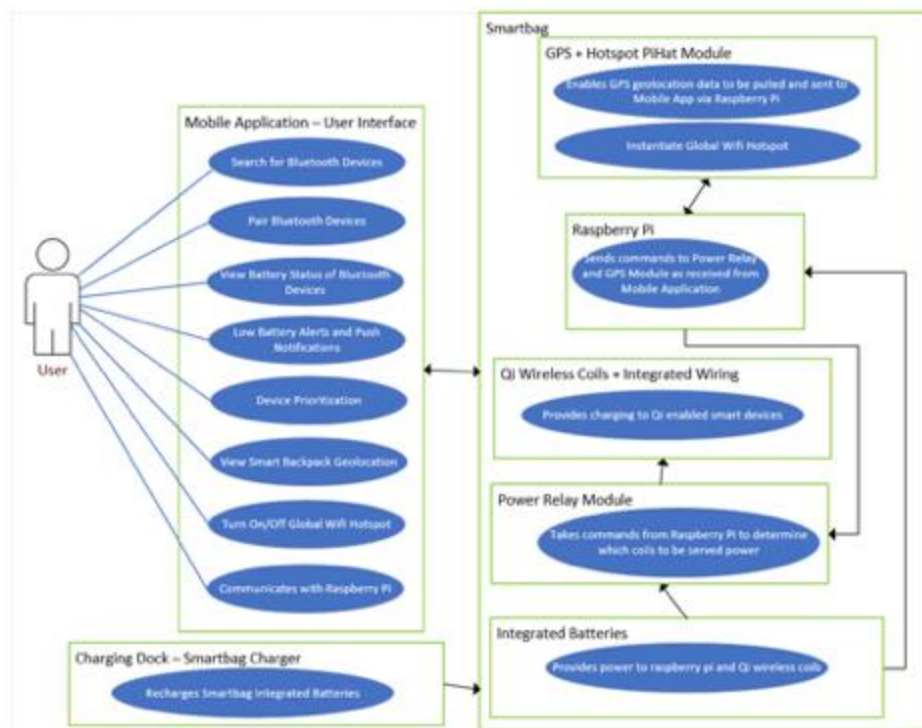 Smartbag
GPS + Hotspot PiHat Module
Enables GPS geolocation data to be pulled and sent to
Mobile App via Raspberry Pi
Instantiate Global Wifi Hotspot
Mobile Application – User Interface
Search for Bluetooth Devices
Pair Bluetooth Devices
View Battery Status of Bluetooth
Devices
Low Battery Alerts and Push
Notifications
Device Prioritization
View Smart Backpack Geolocation
Turn On/Off Global Wifi Hotspot
Communicates with Raspberry Pi
User
Raspberry Pi
Sends commands to Power Relay
and GPS Module as received from
Mobile Application
Qi Wireless Coils + Integrated Wiring
Provides charging to Qi enabled smart devices
Power Relay Module
Takes commands from Raspberry Pi to determine
which coils to be served power
Integrated Batteries
Provides power to raspberry pi and Qi wireless coils
Charging Dock – Smartbag Charger
Recharges Smartbag Integrated Batteries